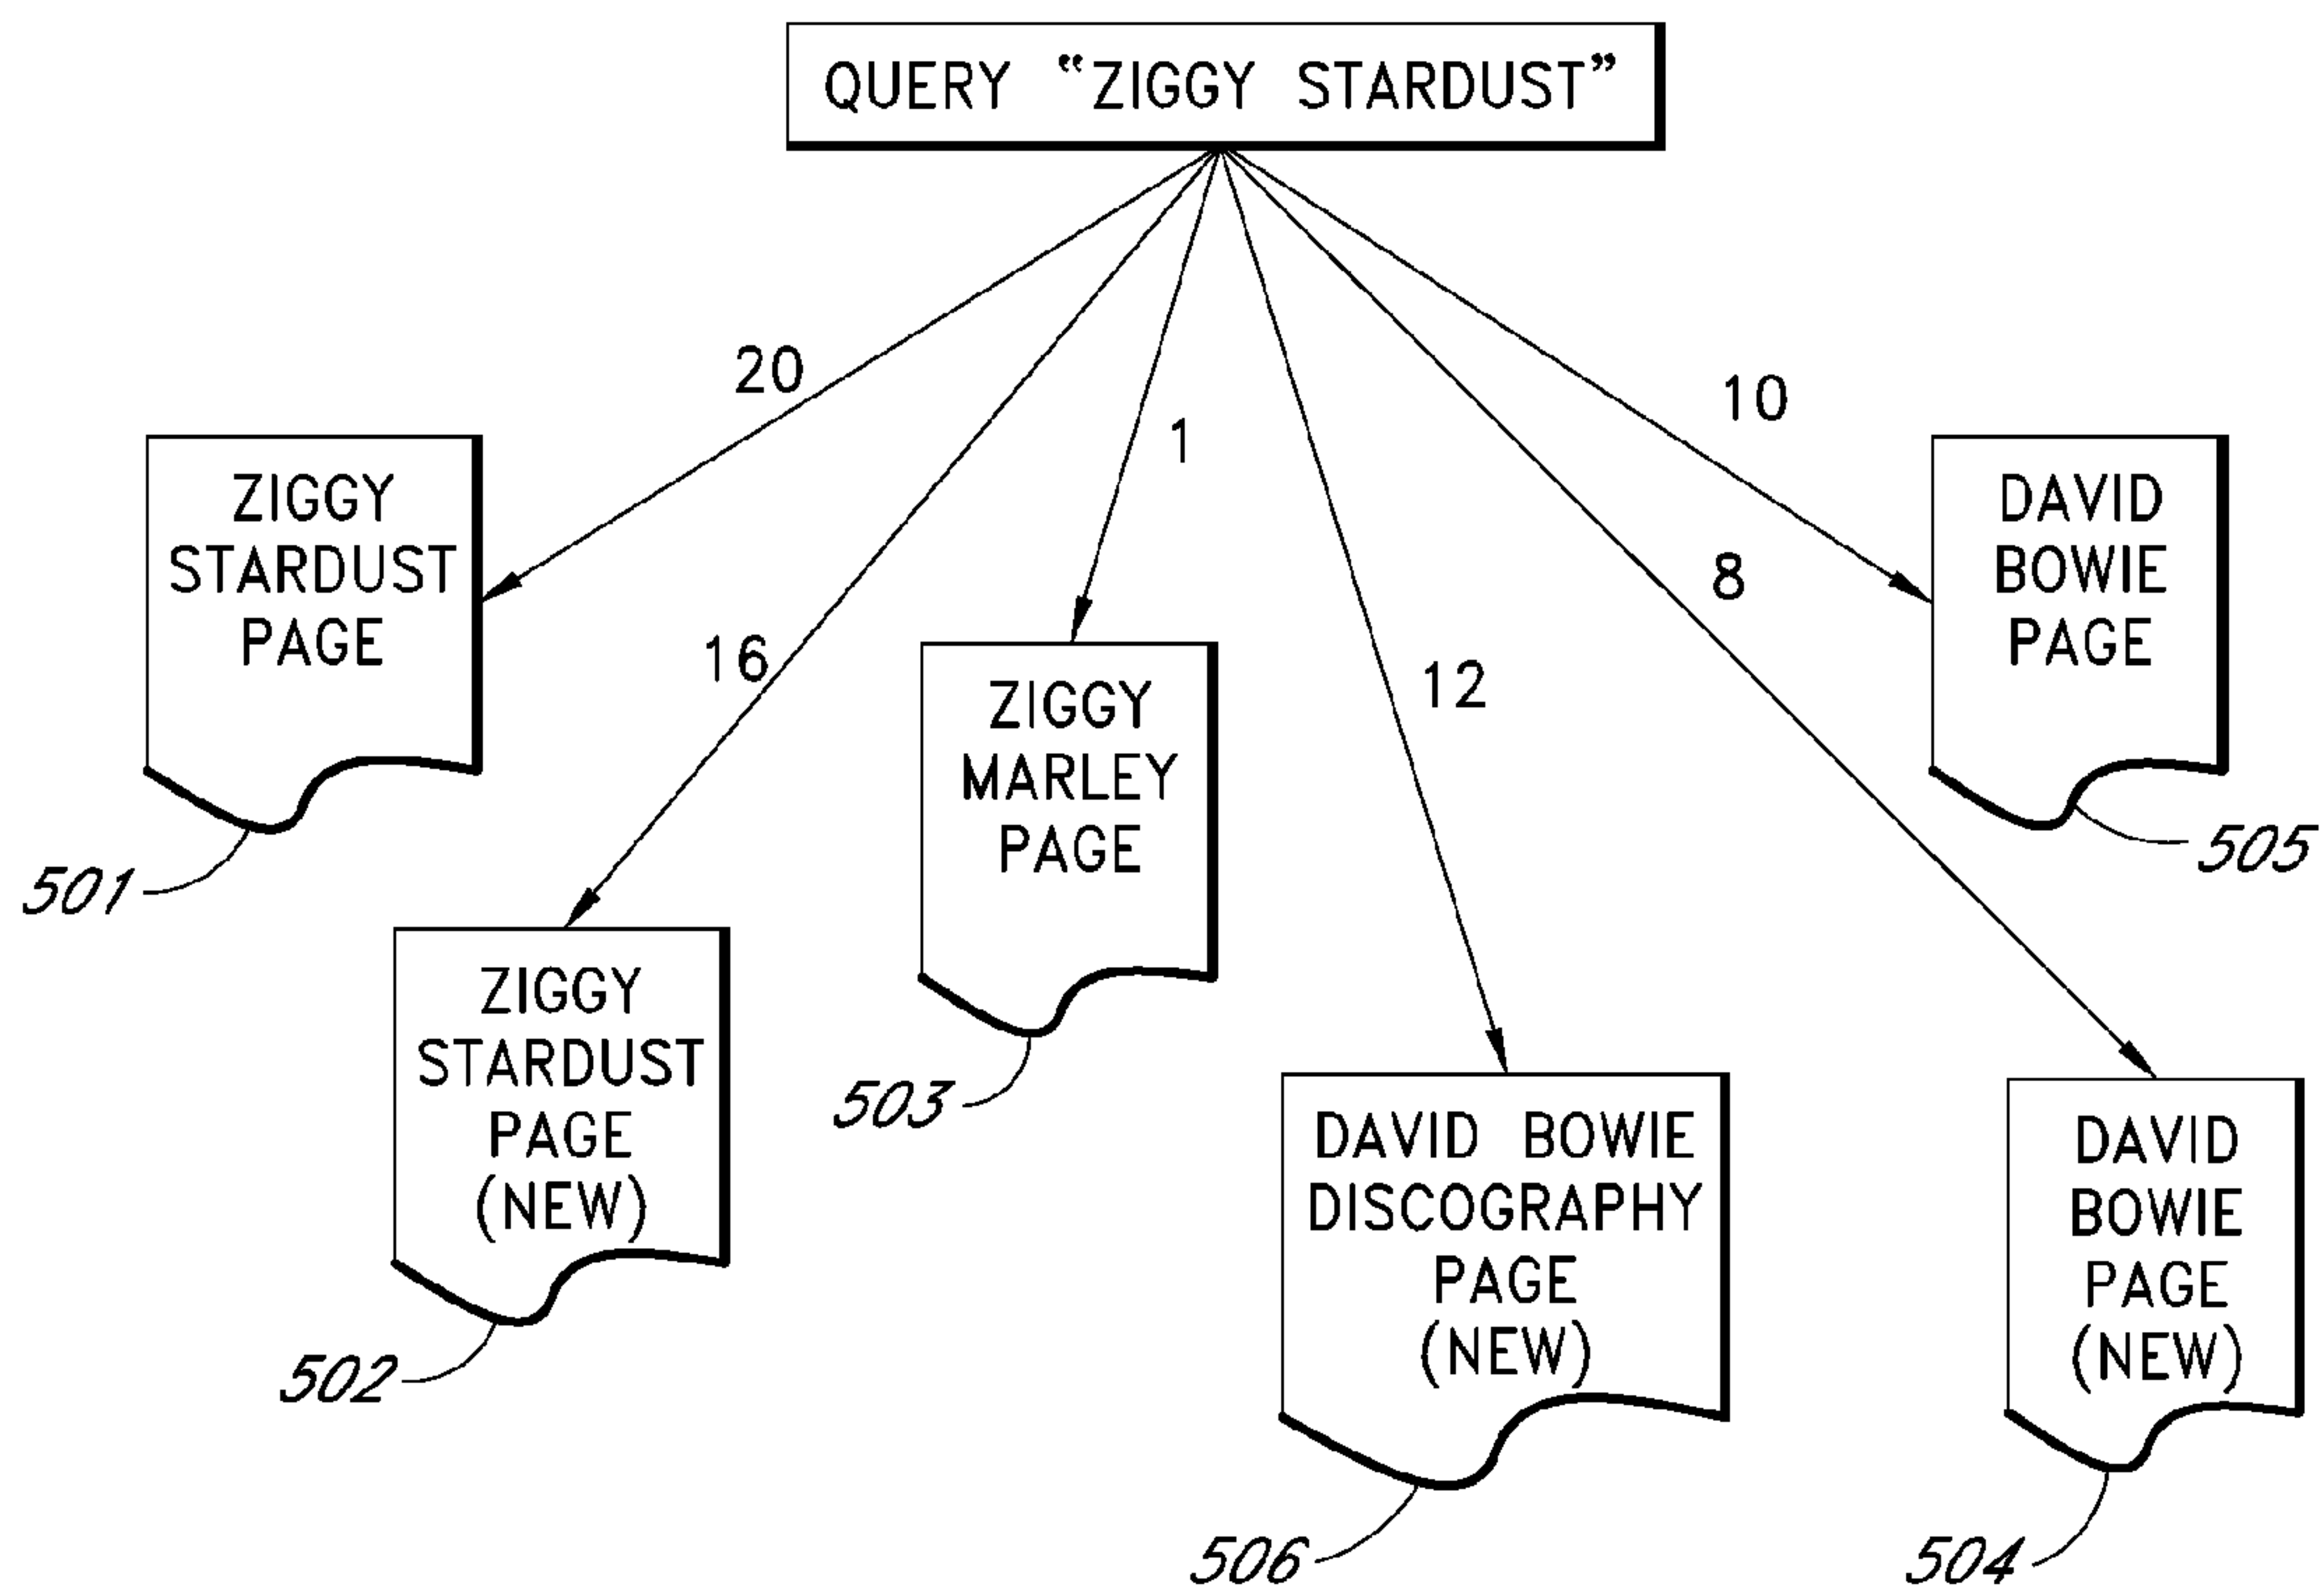 QUERY “ZIGGY STARDUST”
20
16
1
12
8
10
ZIGGY
STARDUST
PAGE
501
ZIGGY
STARDUST
PAGE
(NEW)
502
ZIGGY
MARLEY
PAGE
503
DAVID BOWIE
DISCOGRAPHY
PAGE
(NEW)
506
DAVID
BOWIE
PAGE
505
DAVID
BOWIE
PAGE
(NEW)
504